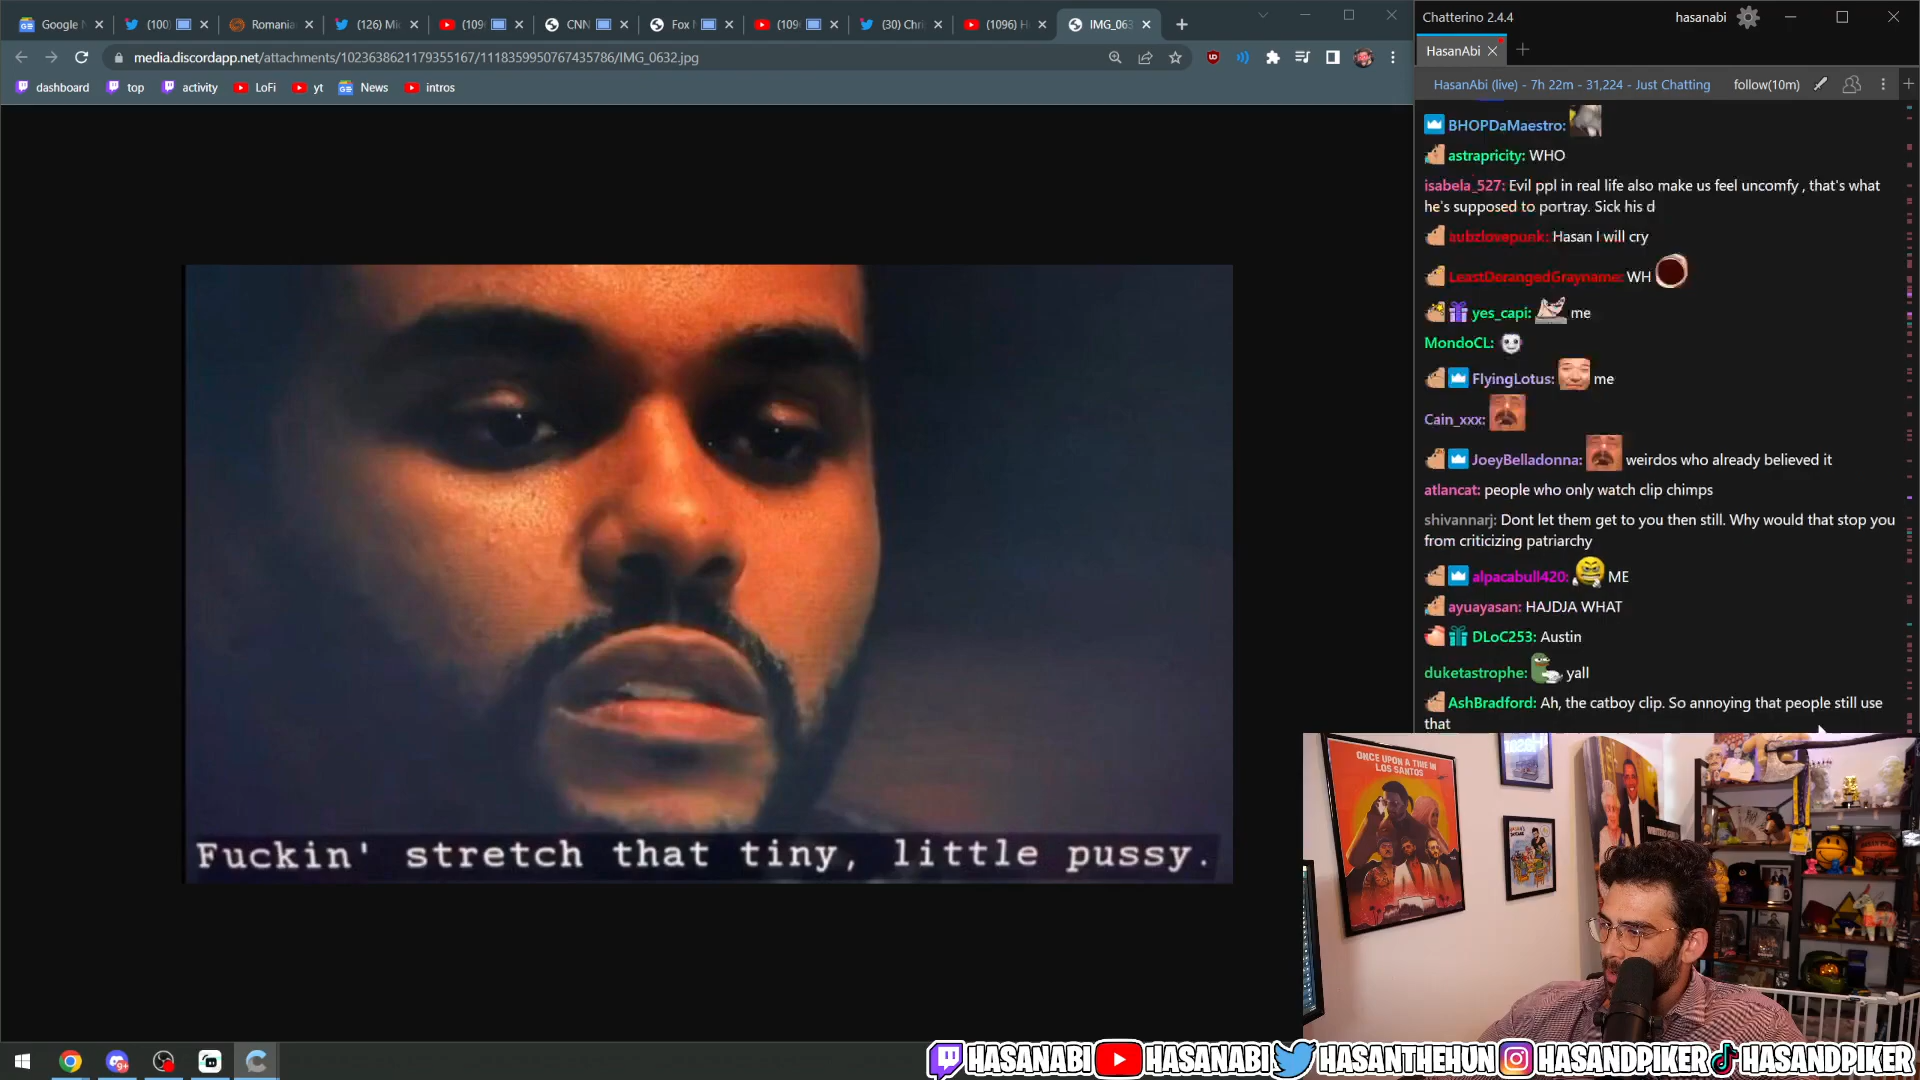 Google N
(100)
Romania
(126) Mi
(109
CNN
Fox N
(109
(30) Chri
(1096) H
IMG_063
media.discordapp.net/attachments/1023638621179355167/1118359950767435786/IMG_0632.jpg
dashboard
top
activity
LoFi
yt
News
intros
Fuckin' stretch that tiny, little pussy.
Chatterino 2.4.4
hasanabi
HasanAbi
HasanAbi (live) - 7h 22m - 31,224 - Just Chatting
follow(10m)
BHOPDaMaestro:
astrapricity: WHO
isabela_527: Evil ppl in real life also make us feel uncomfy , that's what
he's supposed to portray. Sick his d
aubzlovepunk: Hasan I will cry
LeastDerangedGrayname: WH
yes_capi: me
MondoCL:
FlyingLotus: me
Cain_xxx:
JoeyBelladonna: weirdos who already believed it
atlancat: people who only watch clip chimps
shivannarj: Dont let them get to you then still. Why would that stop you
from criticizing patriarchy
alpacabull420: ME
ayuayasan: HAJDJA WHAT
DLoC253: Austin
duketastrophe: yall
AshBradford: Ah, the catboy clip. So annoying that people still use
that
ONCE UPON A TIME IN
LOS SANTOS
9+
HASANABI
HASANABI
HASANTHEHUN
HASANDPIKER
HASANDPIKER